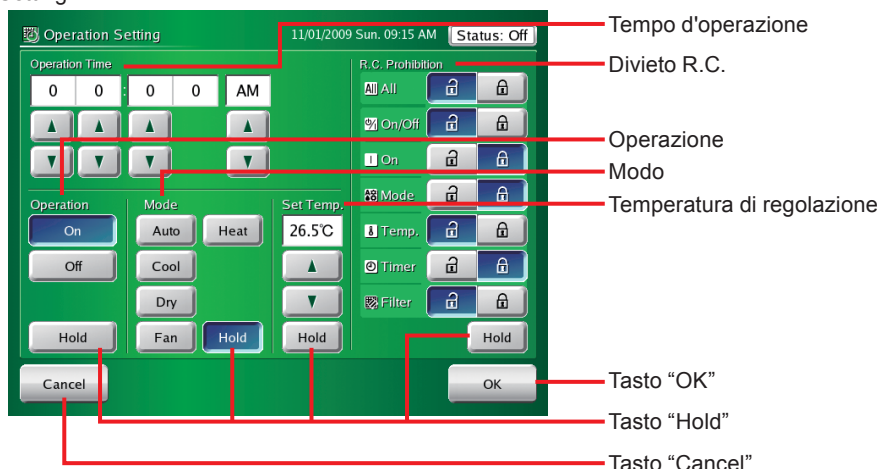 Operation Setting 11/01/2009 Sun. 09:15 AM Status: Off
Operation Time
0 0 : 0 0 AM
R.C. Prohibition
All All
On/Off
On
Mode
Temp.
Timer
Filter
Hold
Operation
On
Off
Hold
Mode
Auto Heat
Cool
Dry
Fan Hold
Set Temp.
26.5°C
Hold
Cancel
OK
Tempo d'operazione
Divieto R.C.
Operazione
Modo
Temperatura di regolazione
Tasto “OK”
Tasto “Hold”
Tasto “Cancel”